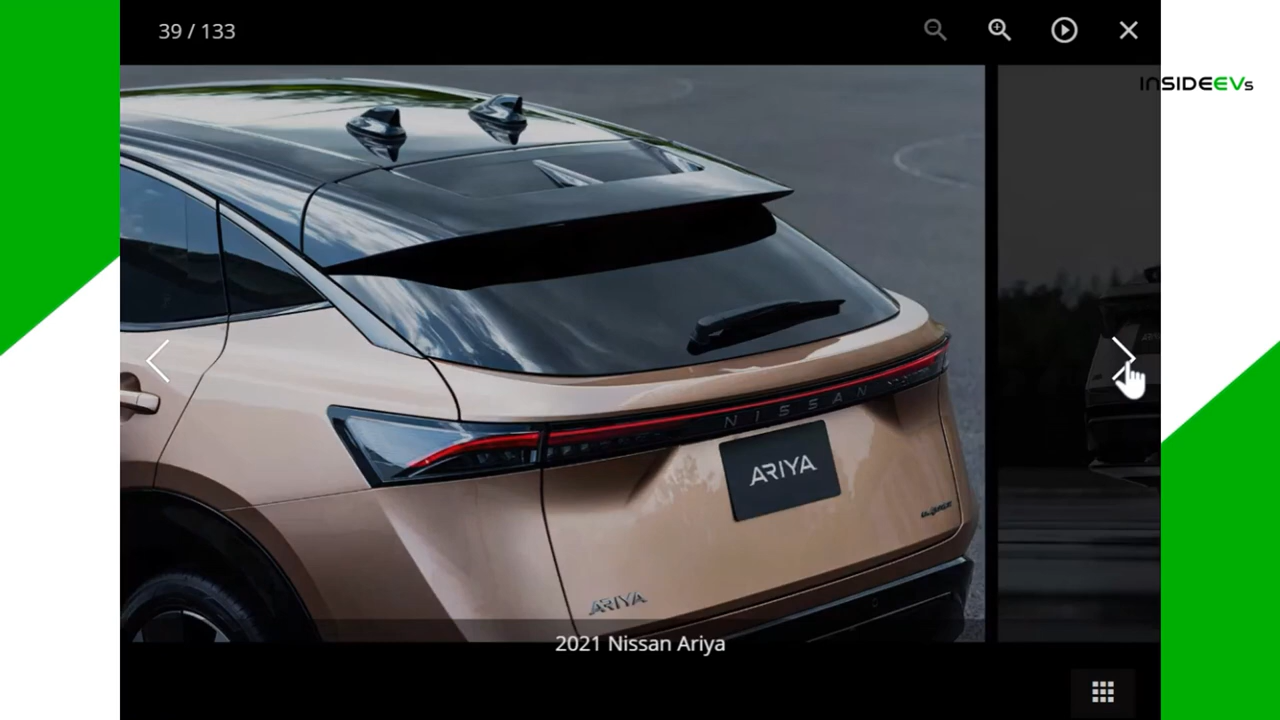 39 / 133
INSIDEEVs
NISSAN
ARIYA
ARIYA
2021 Nissan Ariya